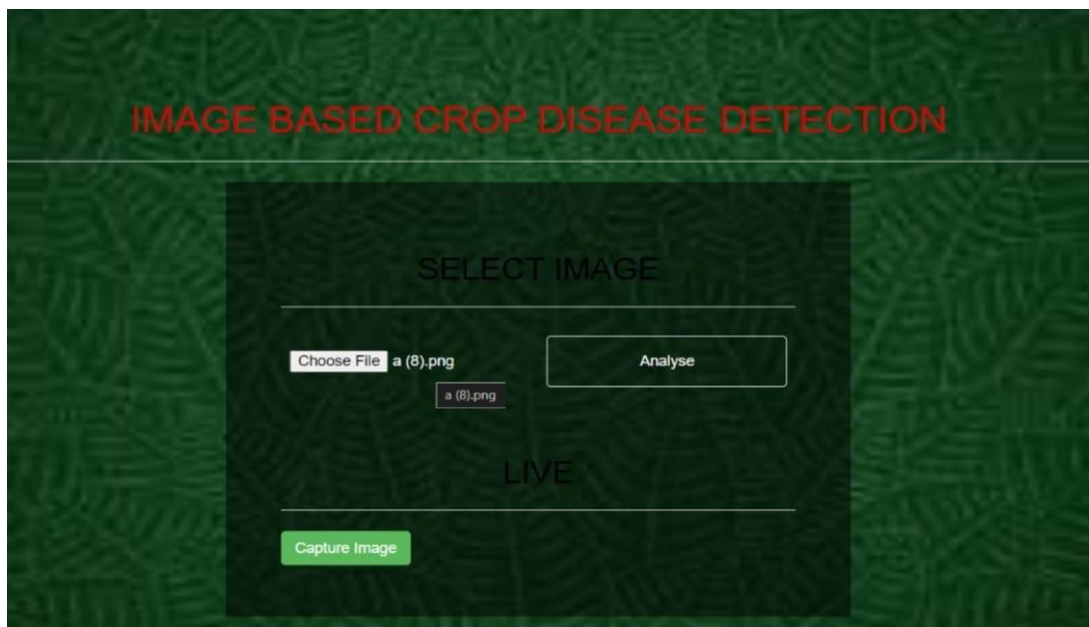 IMAGE BASED CROP DISEASE DETECTION
SELECT IMAGE
Choose File a (8).png
Analyse
a (8).png
LIVE
Capture Image